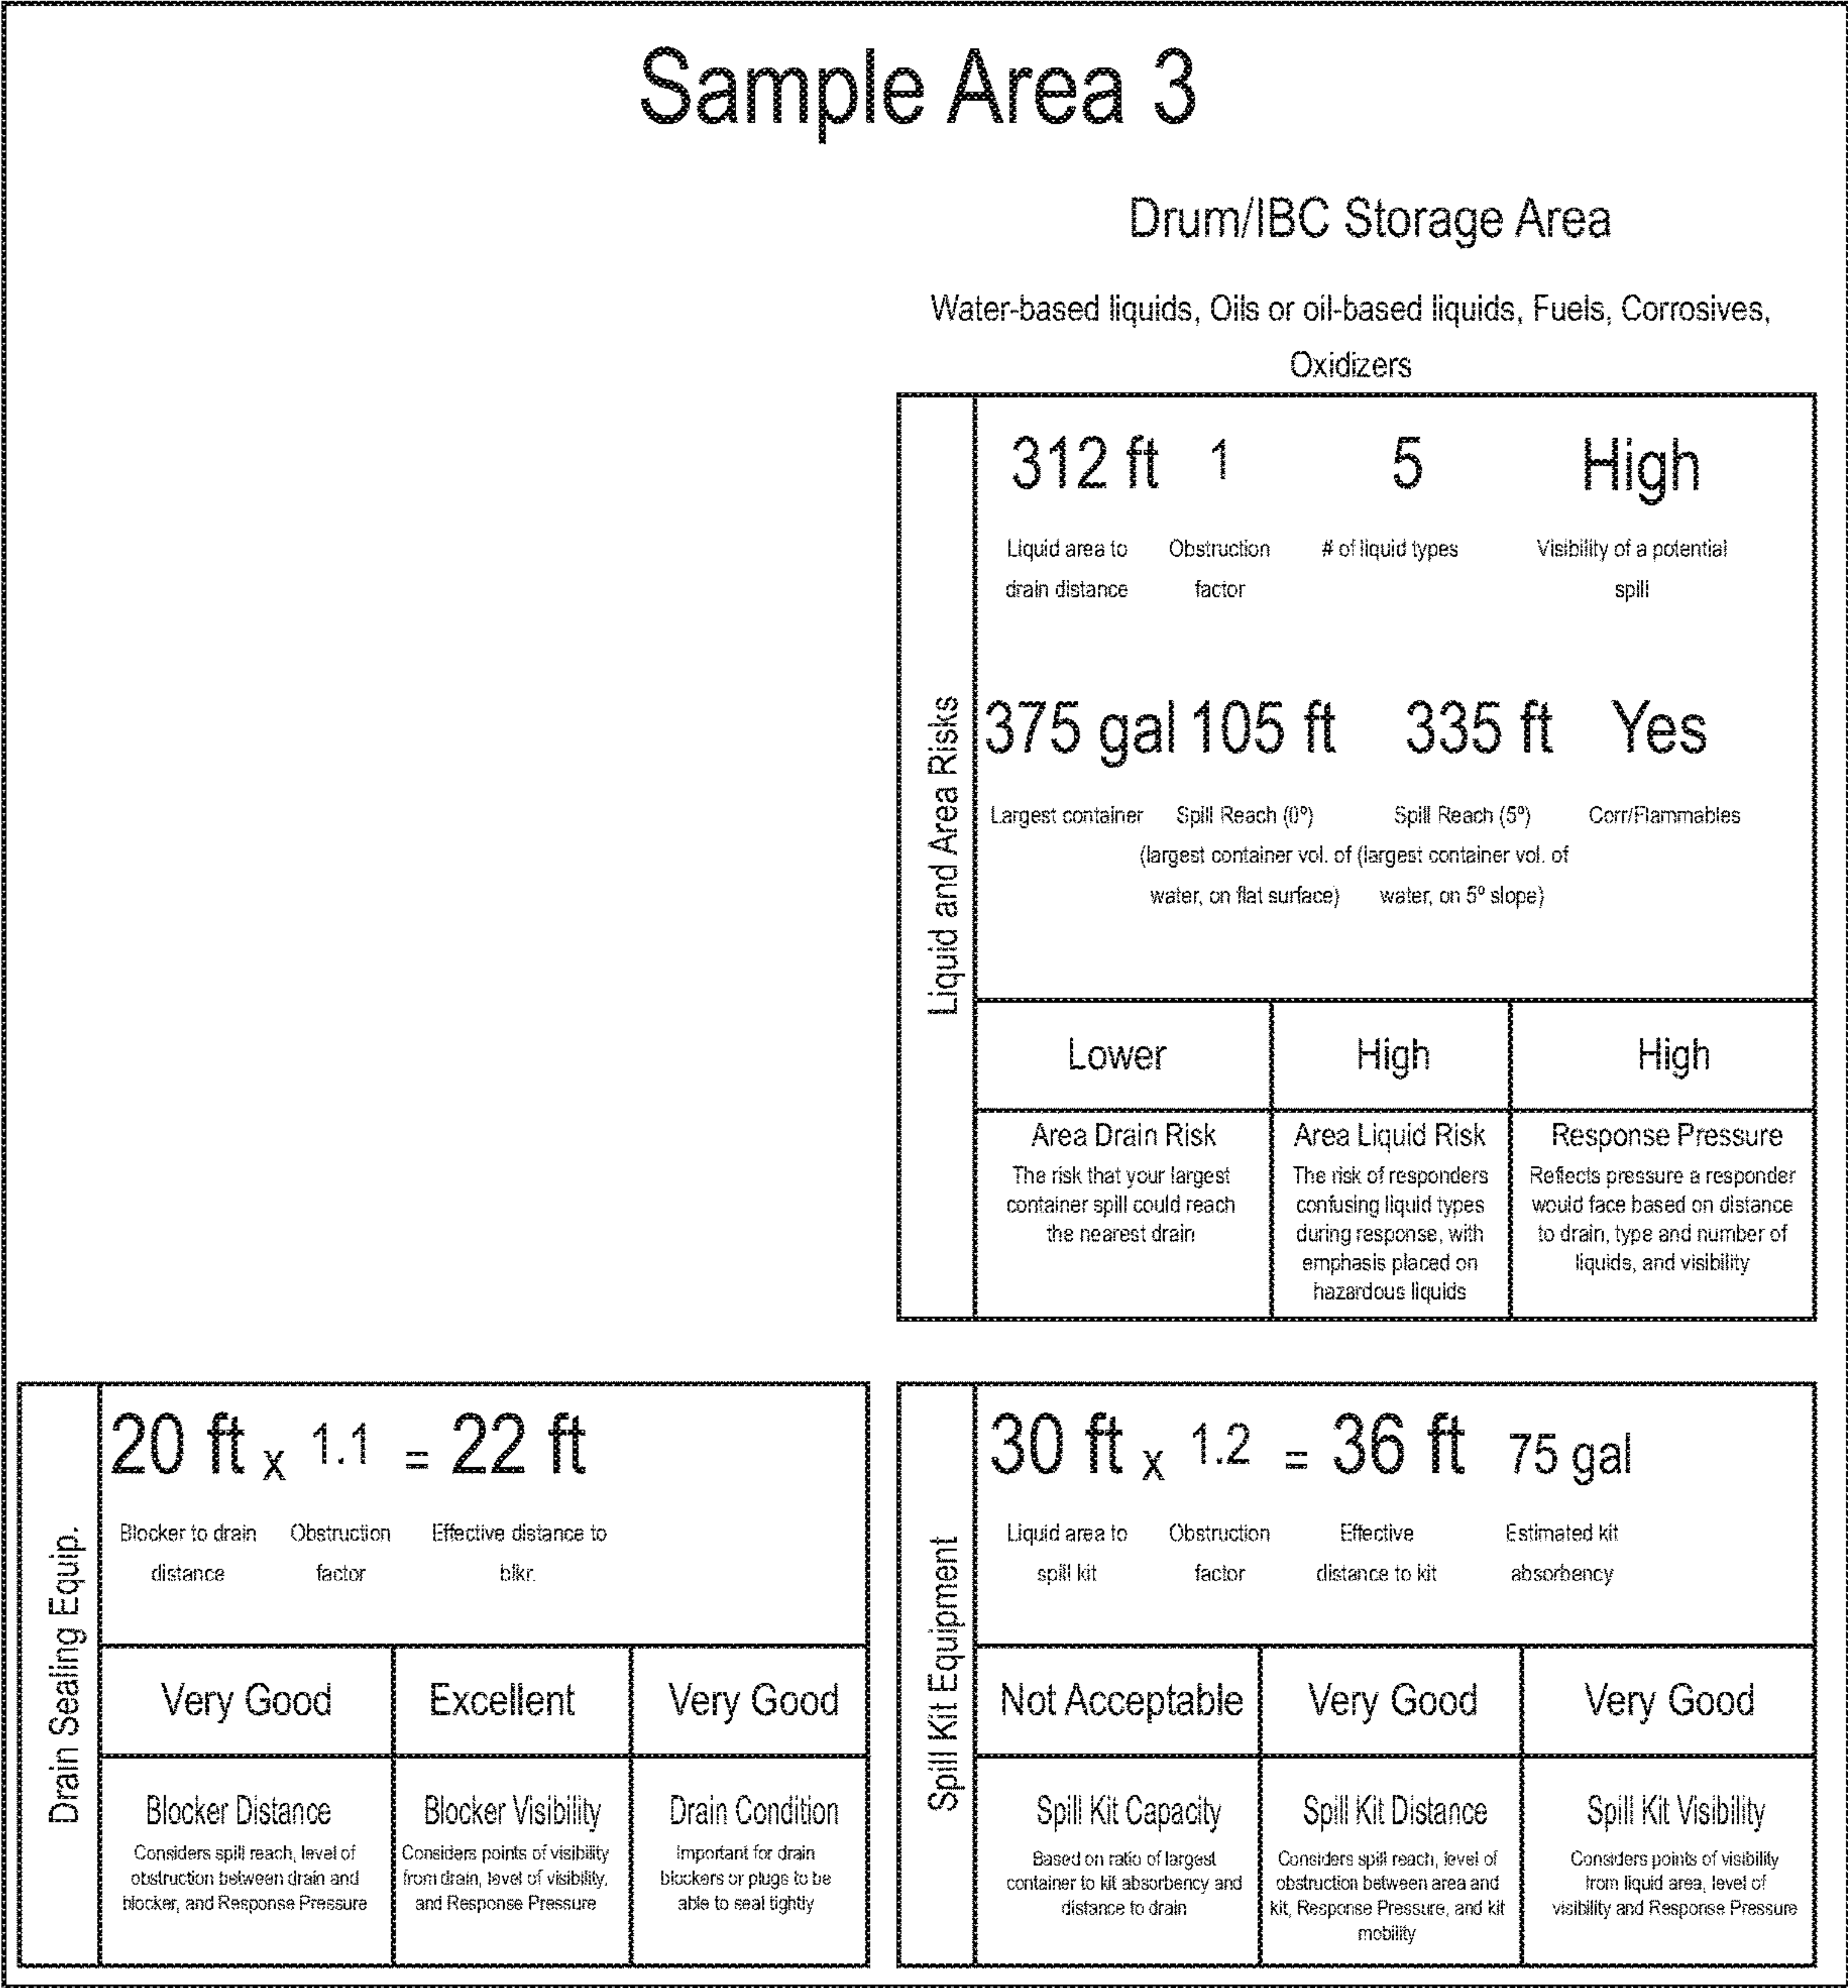 Sample Area 3
Drum/IBC Storage Area
Water-based liquids, Oils or oil-based liquids, Fuels, Corrosives,
Oxidizers
Liquid and Area Risks
312 ft 1 5 High
Liquid area to Obstruction # of liquid types Visibility of a potential
drain distance factor spill
375 gal 105 ft 335 ft Yes
Largest container Spill Reach (0º) Spill Reach (5º) Corr/Flammables
(largest container vol. of (largest container vol. of
water, on flat surface) water, on 5º slope)
Lower High High
Area Drain Risk
The risk that your largest
container spill could reach
the nearest drain
Area Liquid Risk
The risk of responders
confusing liquid types
during response, with
emphasis placed on
hazardous liquids
Response Pressure
Reflects pressure a responder
would face based on distance
to drain, type and number of
liquids, and visibility
Drain Sealing Equip.
20 ft x 1.1 = 22 ft
Blocker to drain Obstruction Effective distance to
distance factor blkr.
Very Good Excellent Very Good
Blocker Distance
Considers spill reach, level of
obstruction between drain and
blocker, and Response Pressure
Blocker Visibility
Considers points of visibility
from drain, level of visibility,
and Response Pressure
Drain Condition
Important for drain
blockers or plugs to be
able to seal tightly
Spill Kit Equipment
30 ft x 1.2 = 36 ft 75 gal
Liquid area to Obstruction Effective Estimated kit
spill kit factor distance to kit absorbency
Not Acceptable Very Good Very Good
Spill Kit Capacity
Based on ratio of largest
container to kit absorbency and
distance to drain
Spill Kit Distance
Considers spill reach, level of
obstruction between area and
kit, Response Pressure, and kit
mobility
Spill Kit Visibility
Considers points of visibility
from liquid area, level of
visibility and Response Pressure